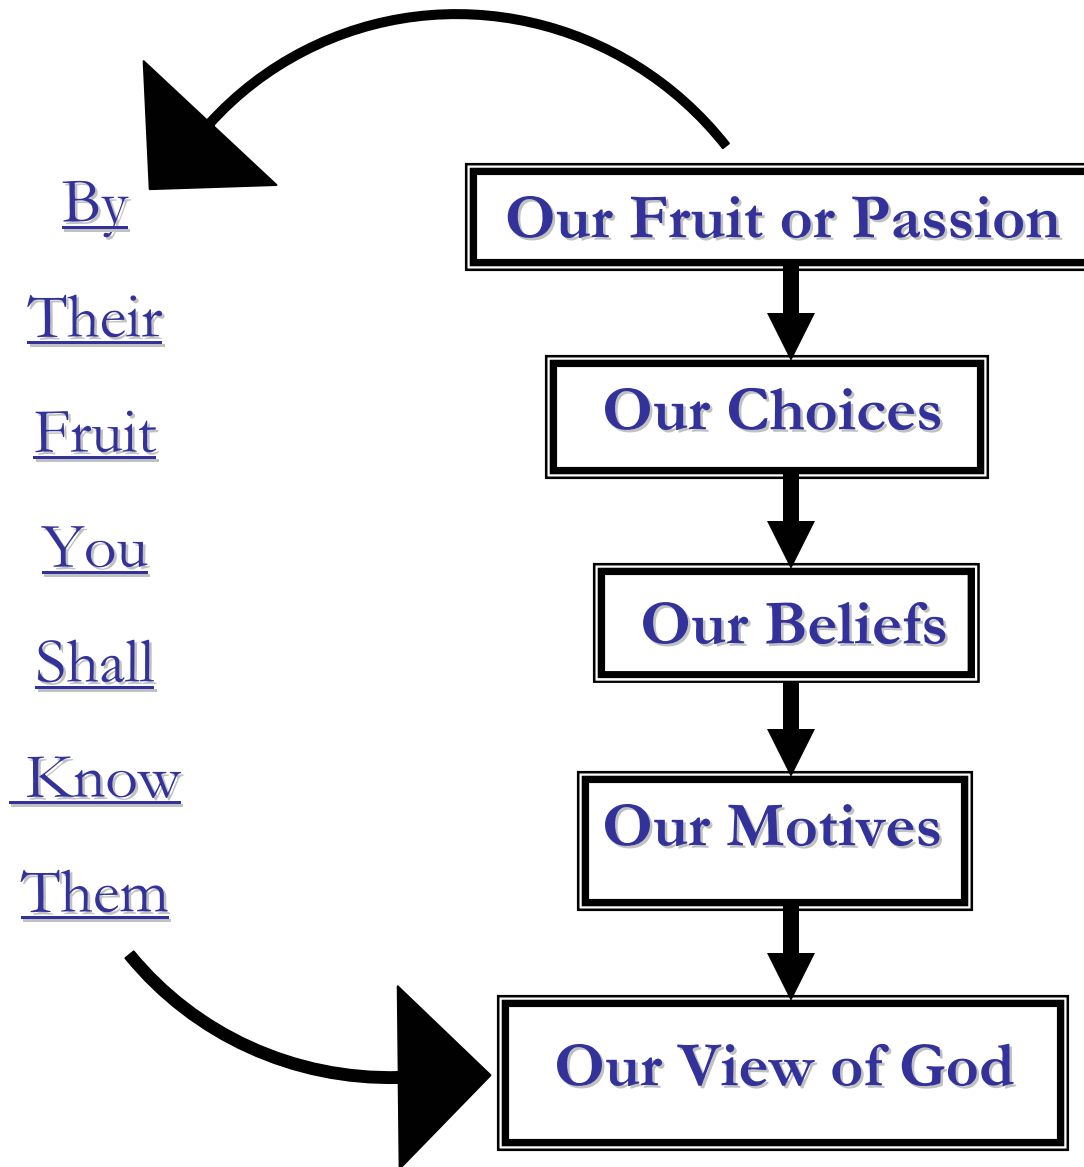 By
Their
Fruit
You
Shall
Know
Them
Our Fruit or Passion
Our Choices
Our Beliefs
Our Motives
Our View of God